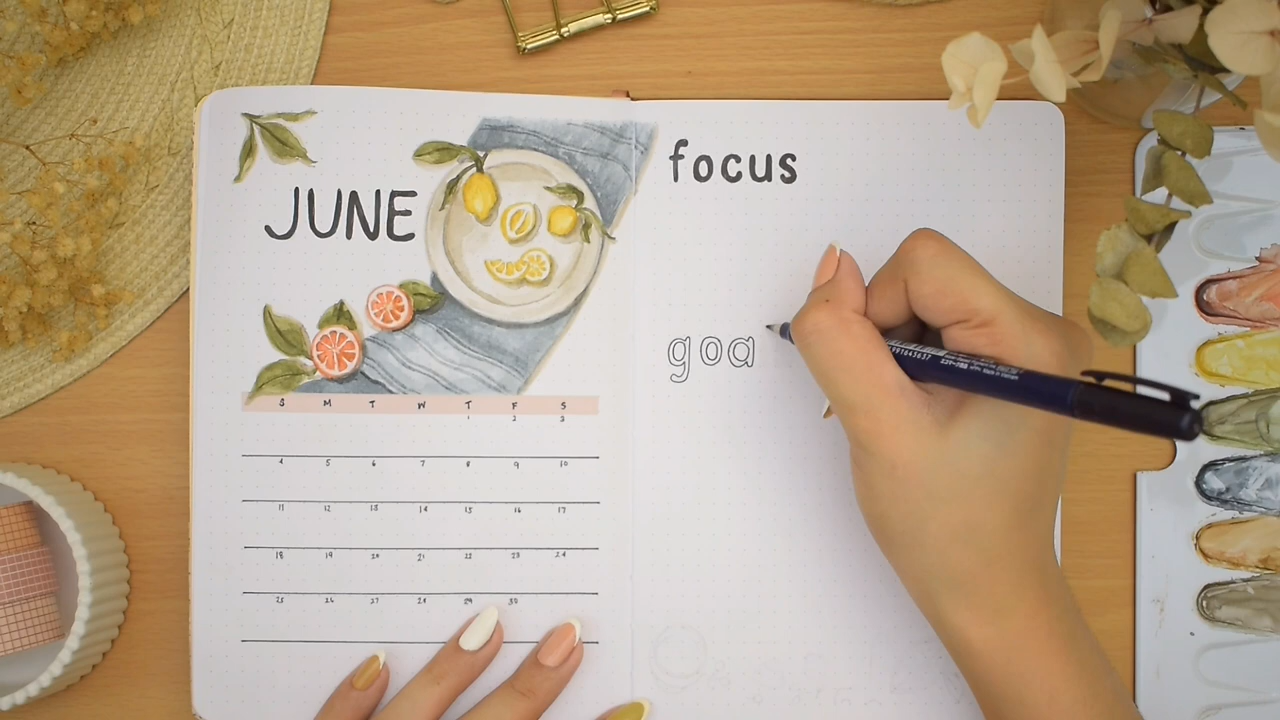 JUNE
S M T W T F S
1 2 3
4 5 6 7 8 9 10
11 12 13 14 15 16 17
18 19 20 21 22 23 24
25 26 27 28 29 30
focus
goa